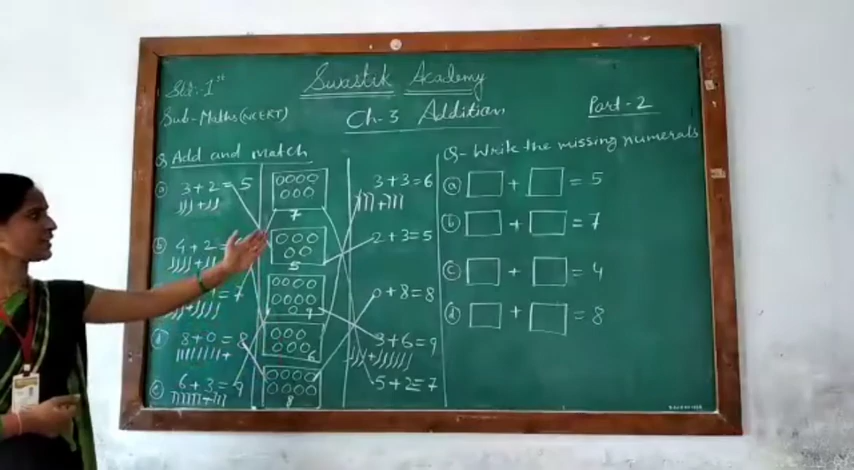 Std:-1st
Swastik Academy
Sub-Maths(NCERT)
Ch-3 Addition
Part-2
Q. Add and match
(a) 3+2=5
7
3+3=6
(b) 4+2=
5
2+3=5
=7
9
0+8=8
(d) 8+0=8
6
3+6=9
(e) 6+3=9
8
5+2=7
Q- Write the missing numerals
(a) + = 5
(b) + = 7
(c) + = 4
(d) + = 8